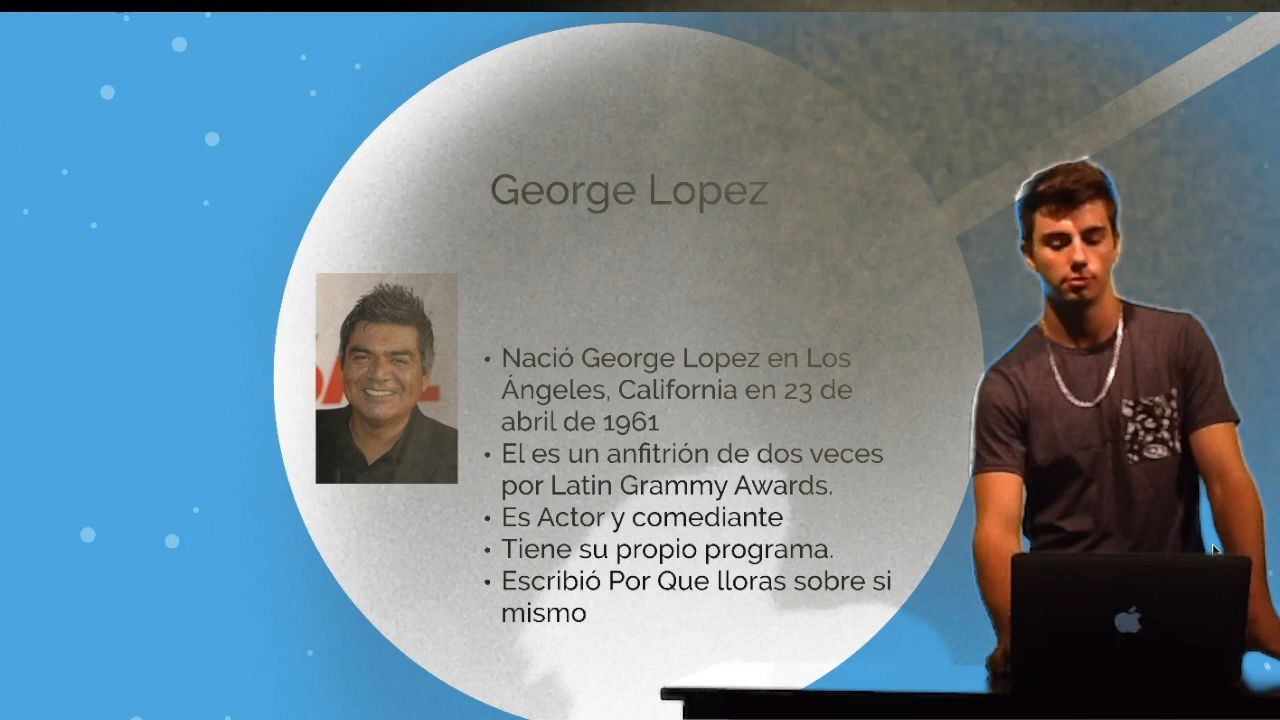 George Lopez
• Nació George Lopez en Los
Ángeles, California en 23 de
abril de 1961
• El es un anfitrión de dos veces
por Latin Grammy Awards.
• Es Actor y comediante
• Tiene su propio programa.
• Escribió Por Que lloras sobre si
mismo